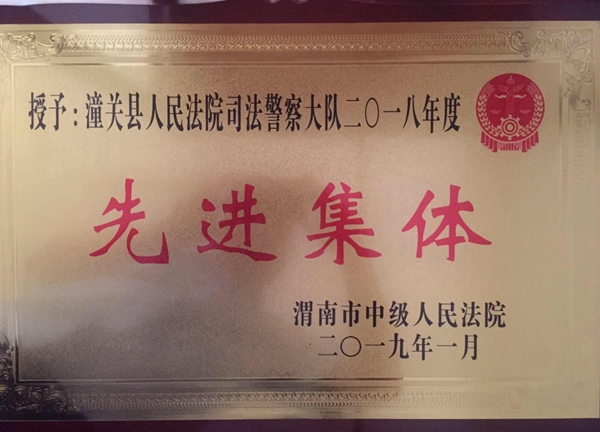 授予：潼关县人民法院司法警察大队二〇一八年度
先进集体
渭南市中级人民法院
二〇一九年一月